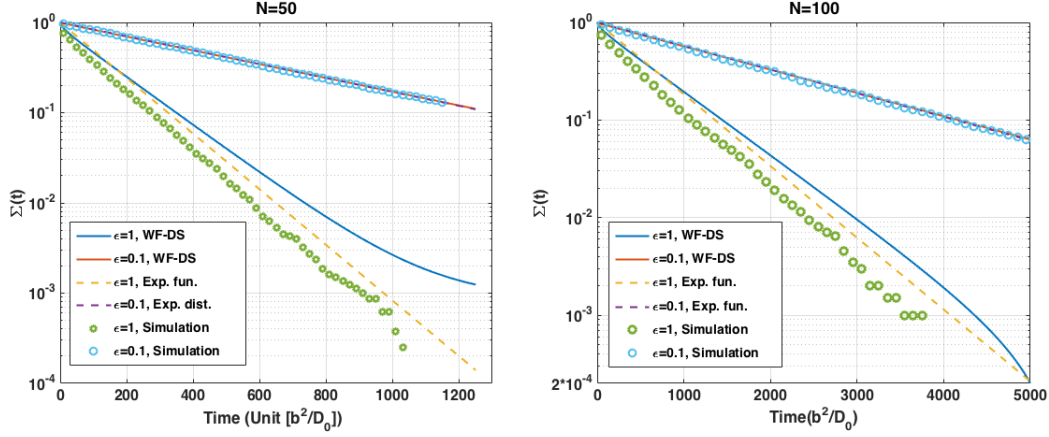 N=50
10^0
10^-1
10^-2
10^-3
10^-4
Σ(t)
0 200 400 600 800 1000 1200
Time (Unit [b^2/D_0])
ϵ=1, WF-DS
ϵ=0.1, WF-DS
ϵ=1, Exp. fun.
ϵ=0.1, Exp. dist.
ϵ=1, Simulation
ϵ=0.1, Simulation
N=100
10^0
10^-1
10^-2
10^-3
2*10^-4
Σ(t)
0 1000 2000 3000 4000 5000
Time(b^2/D_0)
ϵ=1, WF-DS
ϵ=0.1, WF-DS
ϵ=1, Exp. fun.
ϵ=0.1, Exp. fun.
ϵ=1, Simulation
ϵ=0.1, Simulation